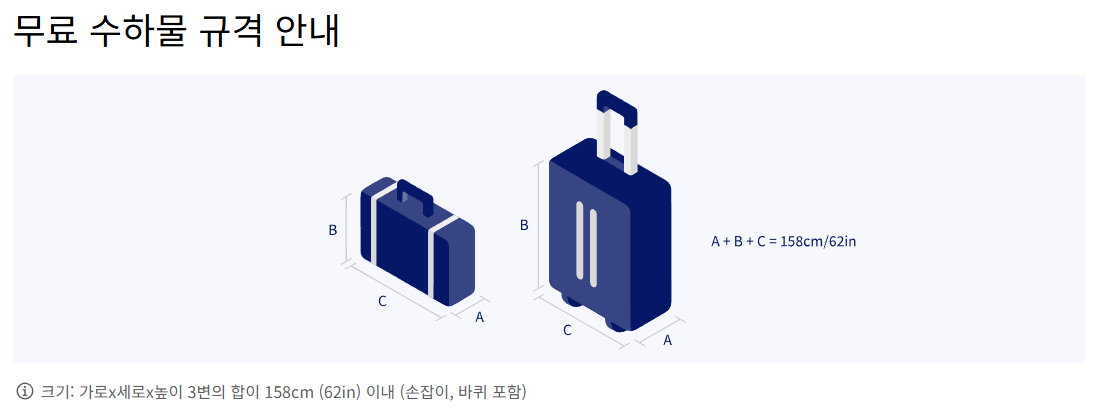 무료 수하물 규격 안내
B
C
A
B
C
A
A + B + C = 158cm/62in
크기: 가로x세로x높이 3변의 합이 158cm (62in) 이내 (손잡이, 바퀴 포함)